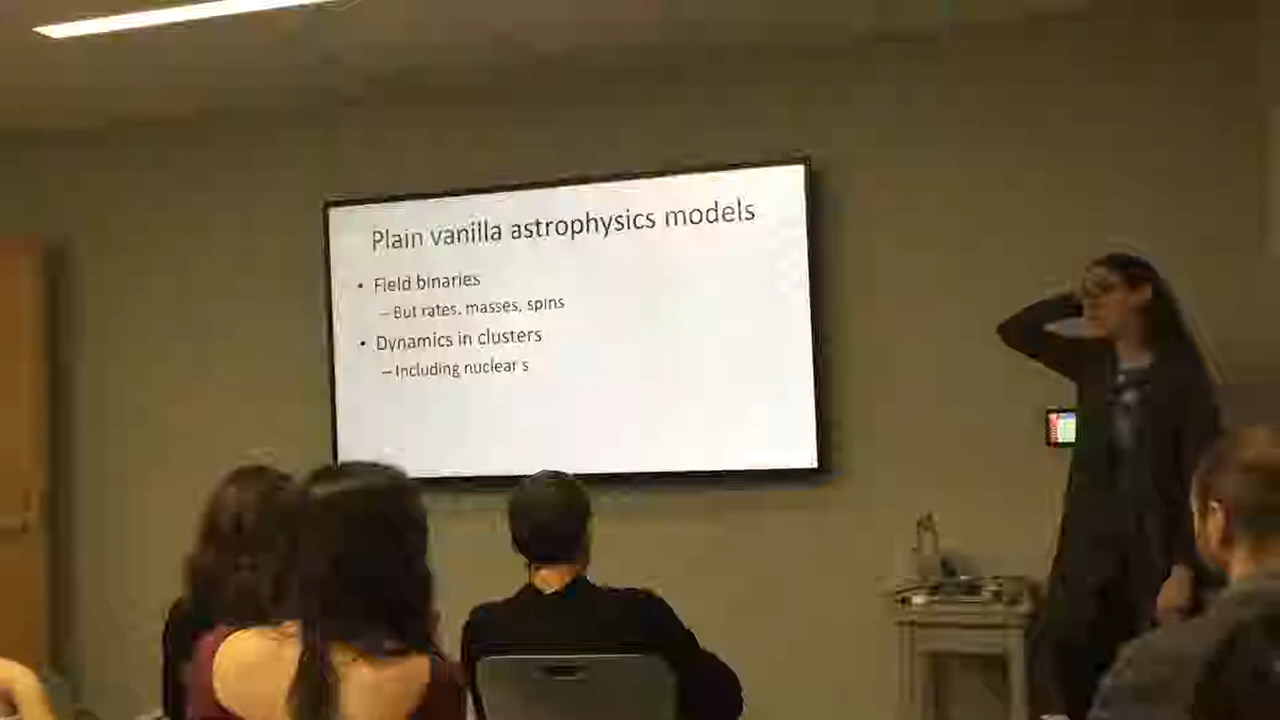 Plain vanilla astrophysics models
• Field binaries
– But rates, masses, spins
• Dynamics in clusters
– Including nuclear s